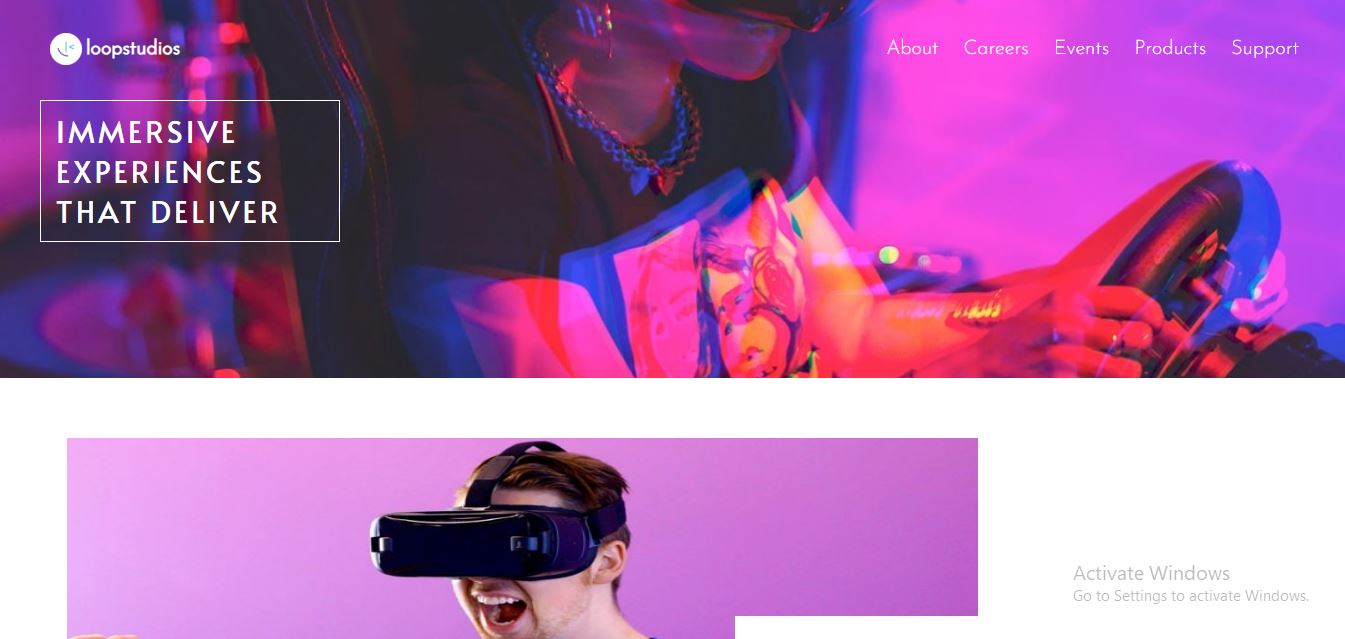 loopstudios
About Careers Events Products Support
IMMERSIVE
EXPERIENCES
THAT DELIVER
Activate Windows
Go to Settings to activate Windows.